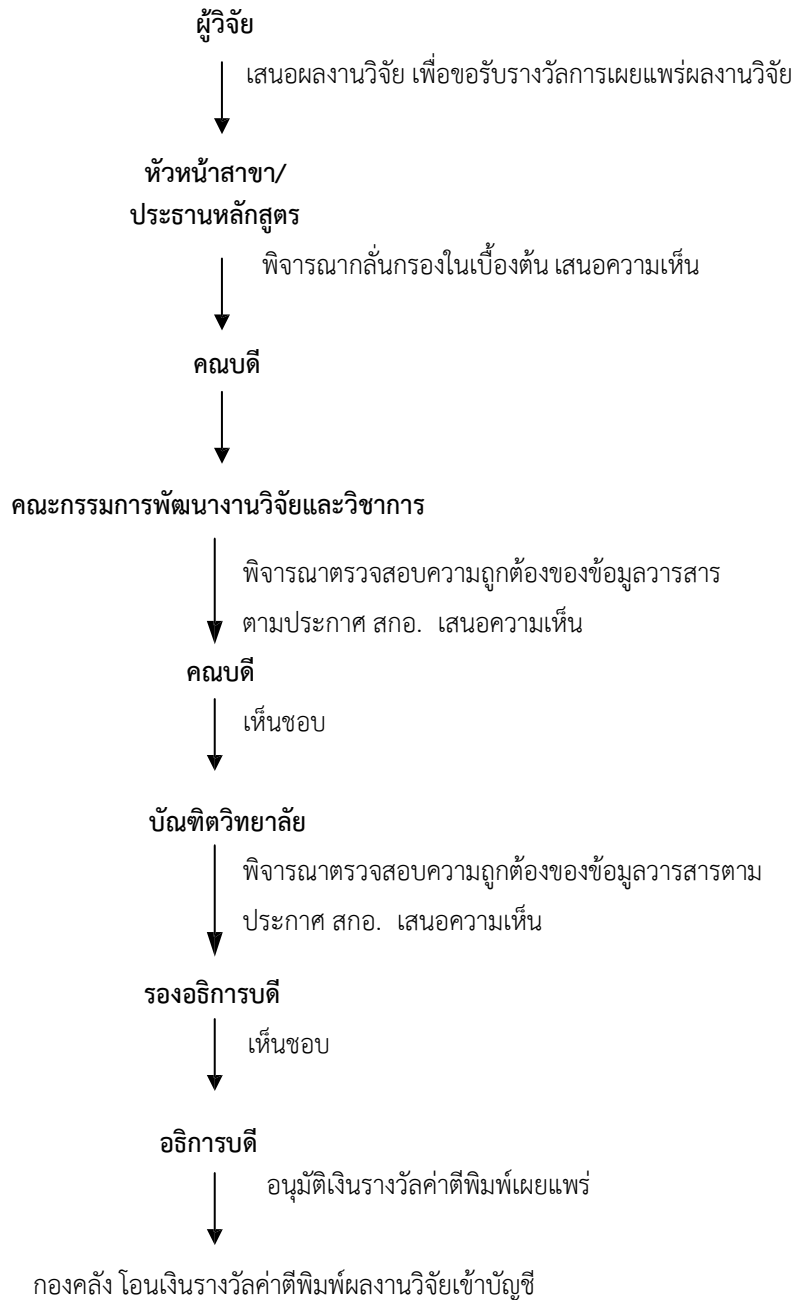 ผู้วิจัย
เสนอผลงานวิจัย เพื่อขอรับรางวัลการเผยแพร่ผลงานวิจัย
หัวหน้าสาขา/
ประธานหลักสูตร
พิจารณากลั่นกรองในเบื้องต้น เสนอความเห็น
คณบดี
คณะกรรมการพัฒนางานวิจัยและวิชาการ
พิจารณาตรวจสอบความถูกต้องของข้อมูลวารสาร
ตามประกาศ สกอ. เสนอความเห็น
คณบดี
เห็นชอบ
บัณฑิตวิทยาลัย
พิจารณาตรวจสอบความถูกต้องของข้อมูลวารสารตาม
ประกาศ สกอ. เสนอความเห็น
รองอธิการบดี
เห็นชอบ
อธิการบดี
อนุมัติเงินรางวัลค่าตีพิมพ์เผยแพร่
กองคลัง โอนเงินรางวัลค่าตีพิมพ์ผลงานวิจัยเข้าบัญชี